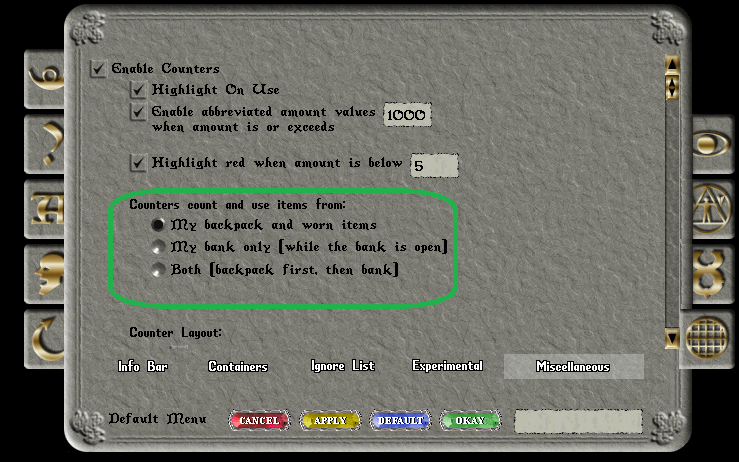 Enable Counters
Highlight On Use
Enable abbreviated amount values
when amount is or exceeds
1000
Highlight red when amount is below
5
Counters count and use items from:
My backpack and worn items
My bank only (while the bank is open)
Both (backpack first, then bank)
Counter Layout:
Info Bar
Containers
Ignore List
Experimental
Miscellaneous
Default Menu
CANCEL
APPLY
DEFAULT
OKAY